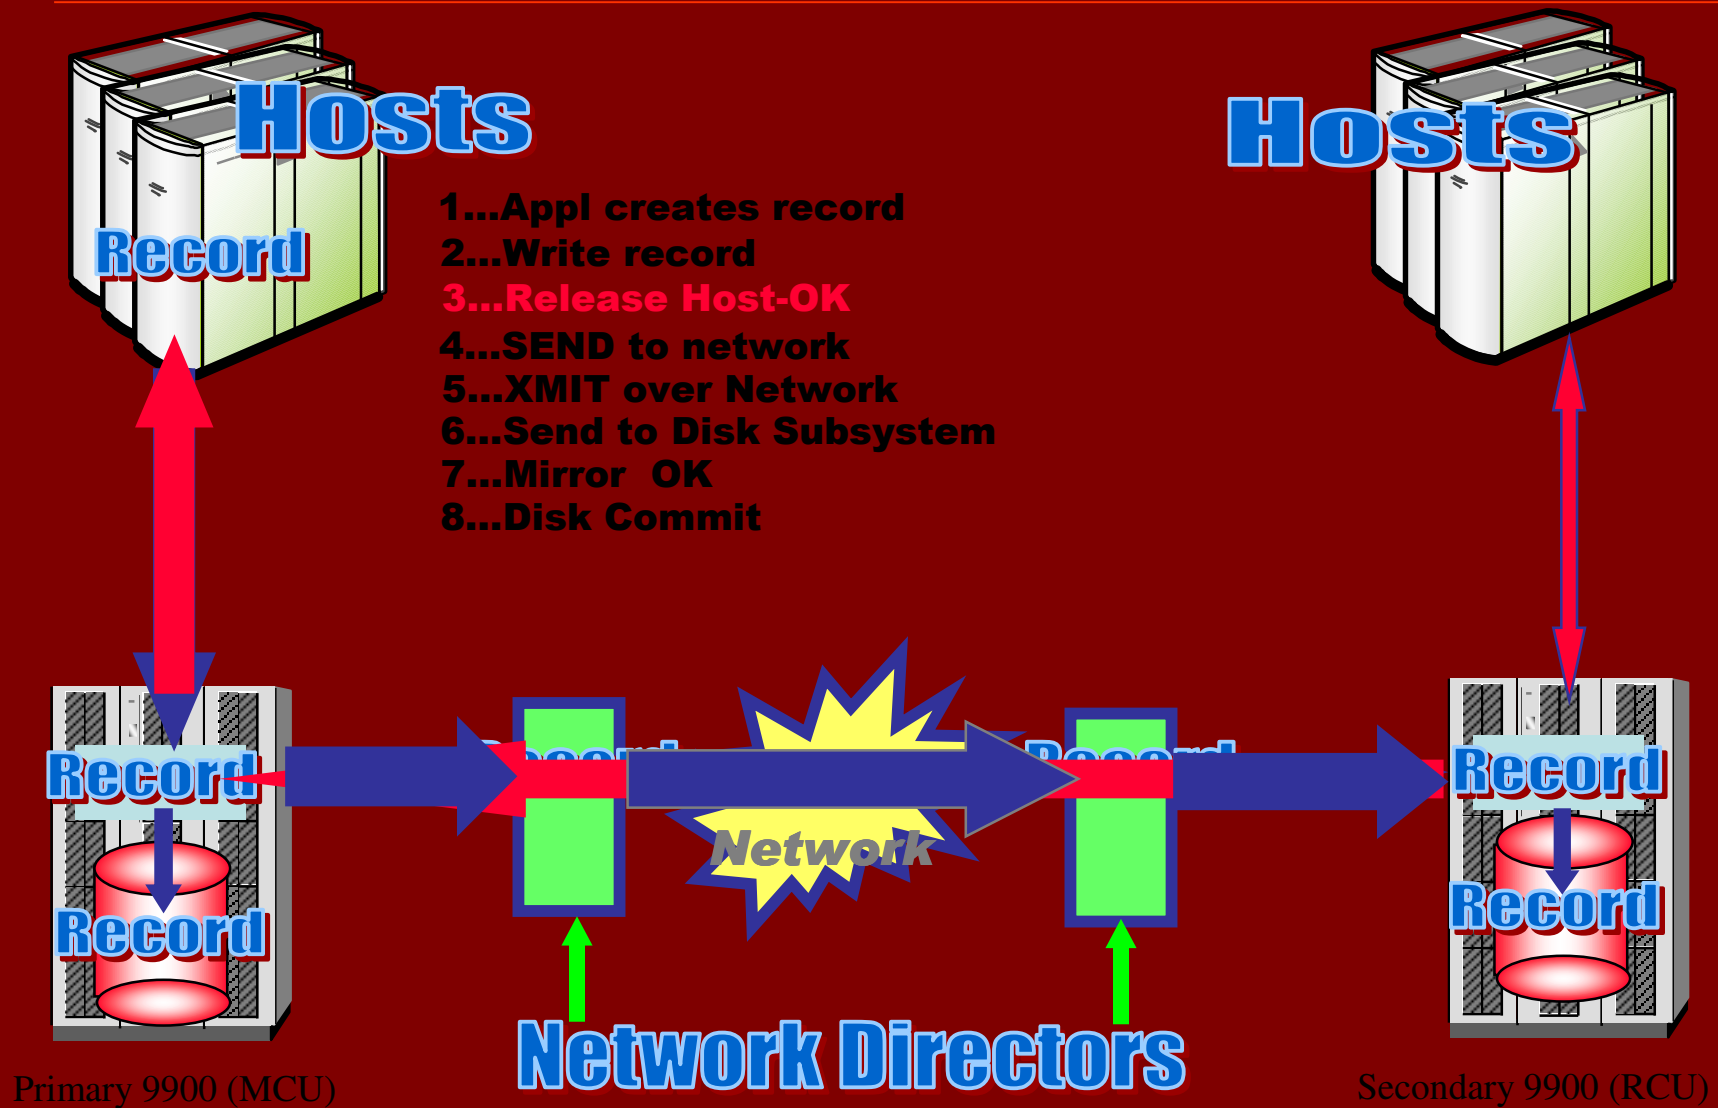 Hosts
Hosts
1...Appl creates record
2...Write record
Record
3...Release Host-OK
4...SEND to network
5...XMIT over Network
6...Send to Disk Subsystem
7...Mirror  OK
8...Disk Commit
Record
Record
Record
Record
Network
Record
Record
Network Directors
Primary 9900 (MCU)
Secondary 9900 (RCU)